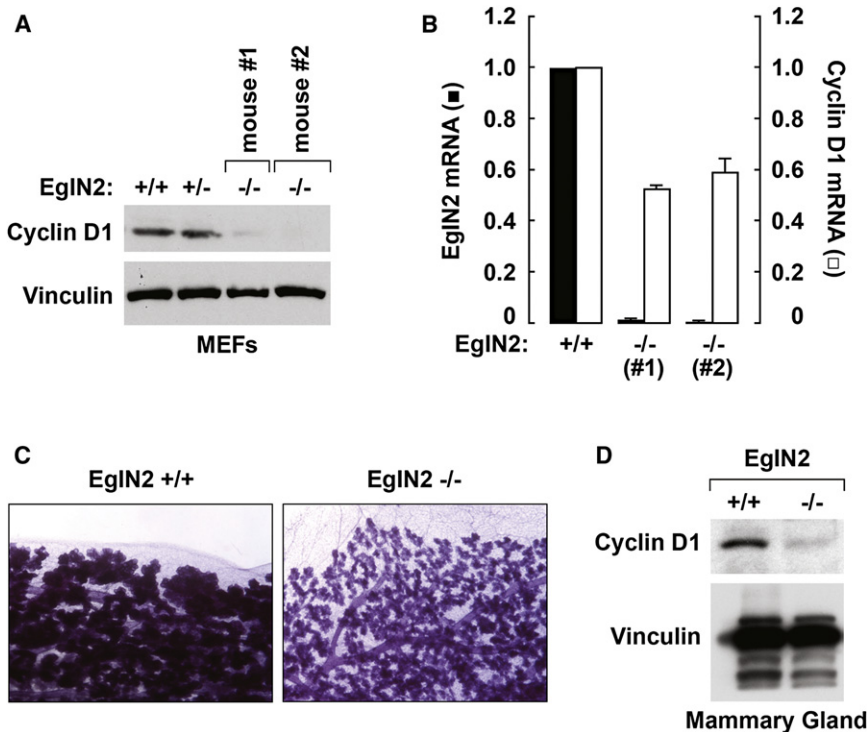 A
mouse #1
mouse #2
EglN2: +/+ +/- -/- -/-
Cyclin D1
Vinculin
MEFs
B
EglN2 mRNA (■)
1.0
0.8
0.6
0.4
0.2
0
1.2
1.0
0.8
0.6
0.4
0.2
0
Cyclin D1 mRNA (□)
EglN2: +/+ -/- -/-
(#1) (#2)
C
EglN2 +/+
EglN2 -/-
D
EglN2
+/+ -/-
Cyclin D1
Vinculin
Mammary Gland